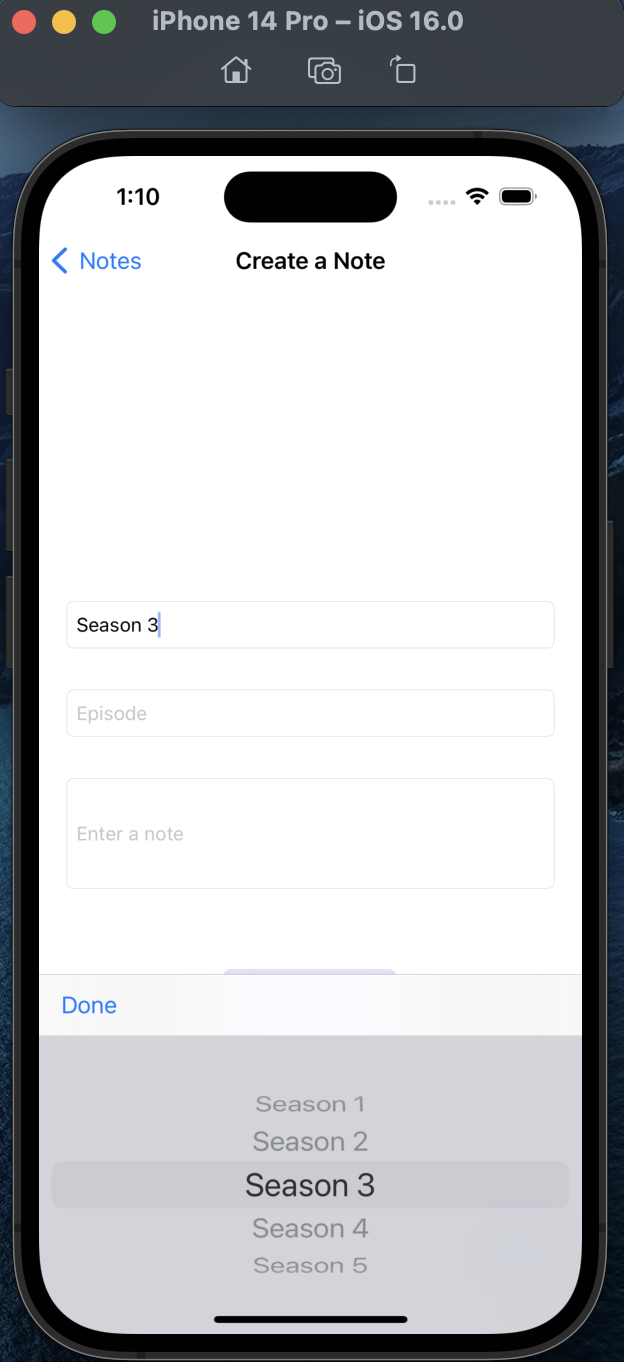 iPhone 14 Pro – iOS 16.0
1:10
Notes
Create a Note
Season 3
Episode
Enter a note
Done
Season 1
Season 2
Season 3
Season 4
Season 5